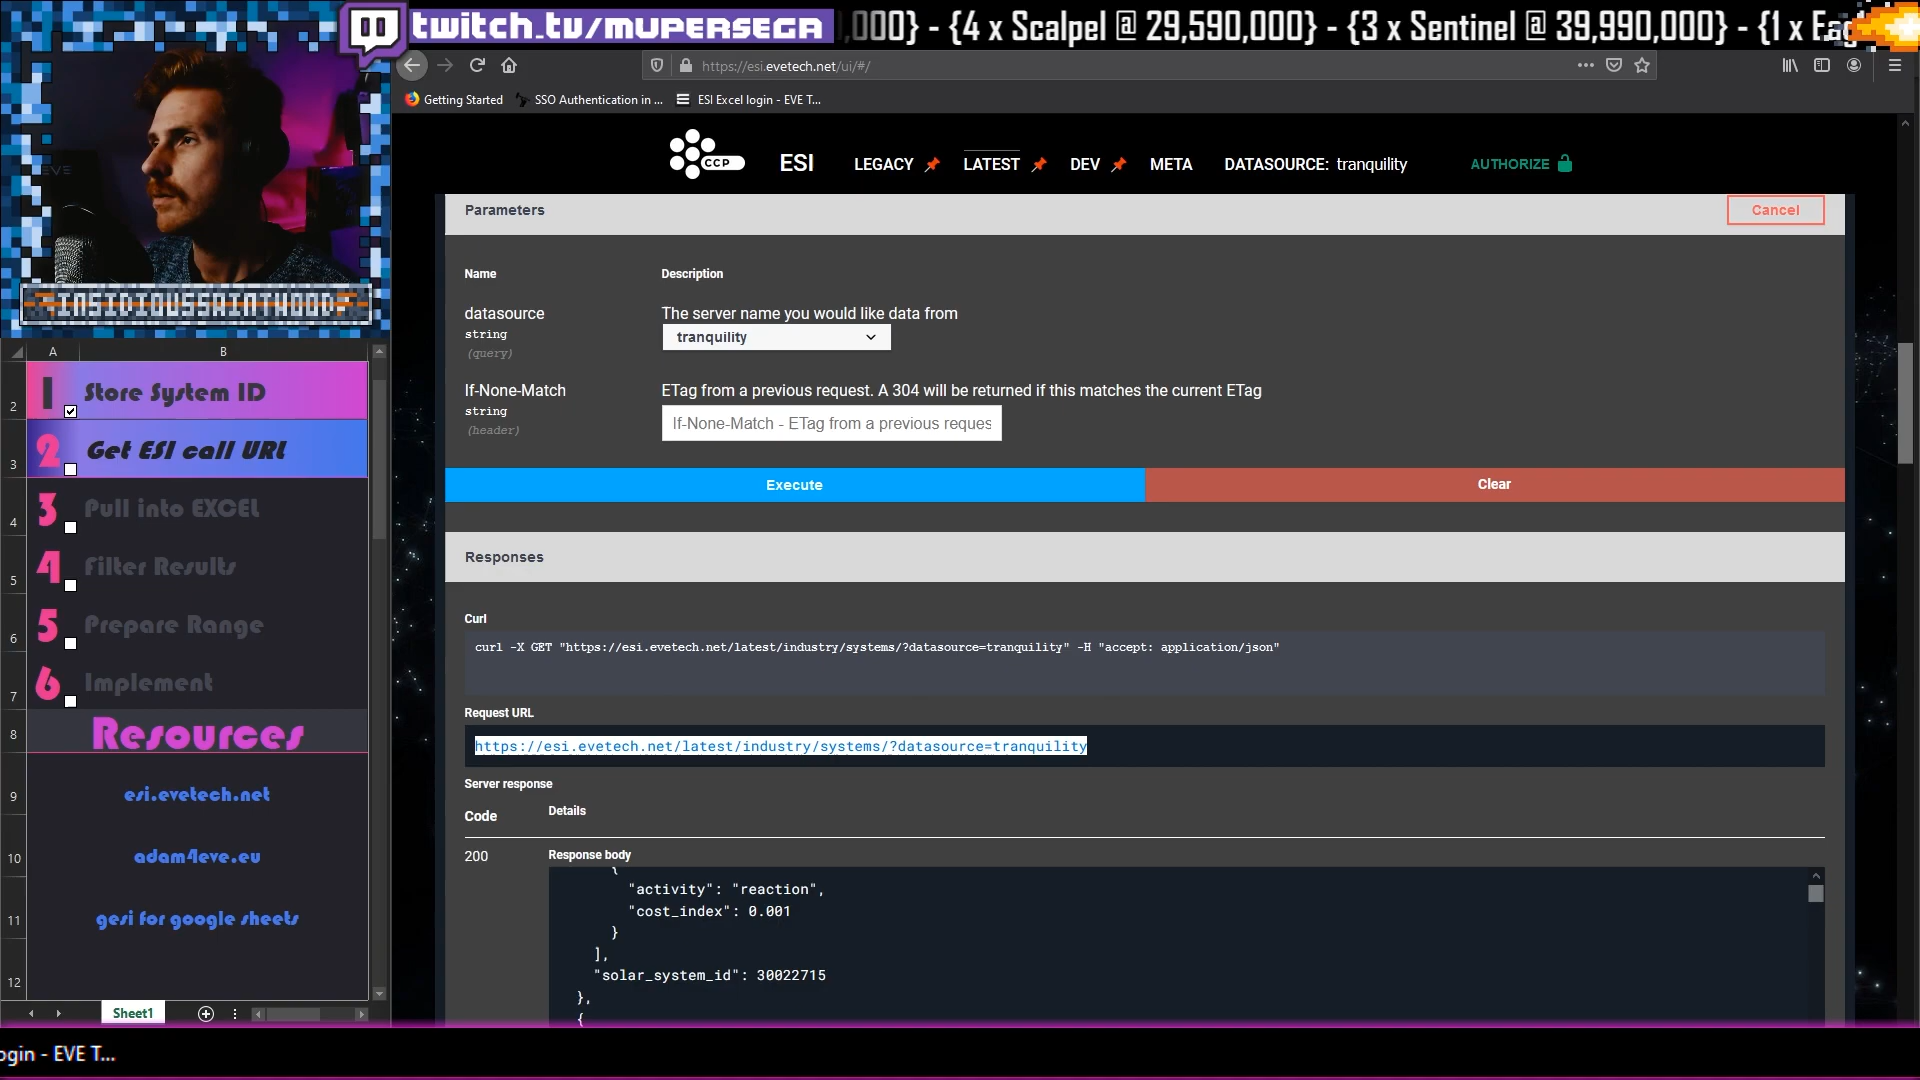 twitch.tv/mupersega
,000} - {4 x Scalpel @ 29,590,000} - {3 x Sentinel @ 39,990,000} - {1 x Eag
https://esi.evetech.net/ui/#/
Getting Started
SSO Authentication in ...
ESI Excel login - EVE T...
CCP
ESI
LEGACY
LATEST
DEV
META
DATASOURCE: tranquility
AUTHORIZE
EVE
-INSIDIOUSSAINTHOOD-
Parameters
Cancel
Name
Description
datasource
string
(query)
The server name you would like data from
tranquility
If-None-Match
string
(header)
ETag from a previous request. A 304 will be returned if this matches the current ETag
If-None-Match - ETag from a previous reques
Execute
Clear
Responses
Curl
curl -X GET "https://esi.evetech.net/latest/industry/systems/?datasource=tranquility" -H "accept: application/json"
Request URL
https://esi.evetech.net/latest/industry/systems/?datasource=tranquility
Server response
Code
Details
200
Response body
{
"activity": "reaction",
"cost_index": 0.001
}
],
"solar_system_id": 30022715
},
{
A
B
2
1 Store System ID
3
2 Get ESI call URL
4
3 Pull into EXCEL
5
4 Filter Results
6
5 Prepare Range
7
6 Implement
8
Resources
9
esi.evetech.net
10
adam4eve.eu
11
gesi for google sheets
12
Sheet1
ogin - EVE T...